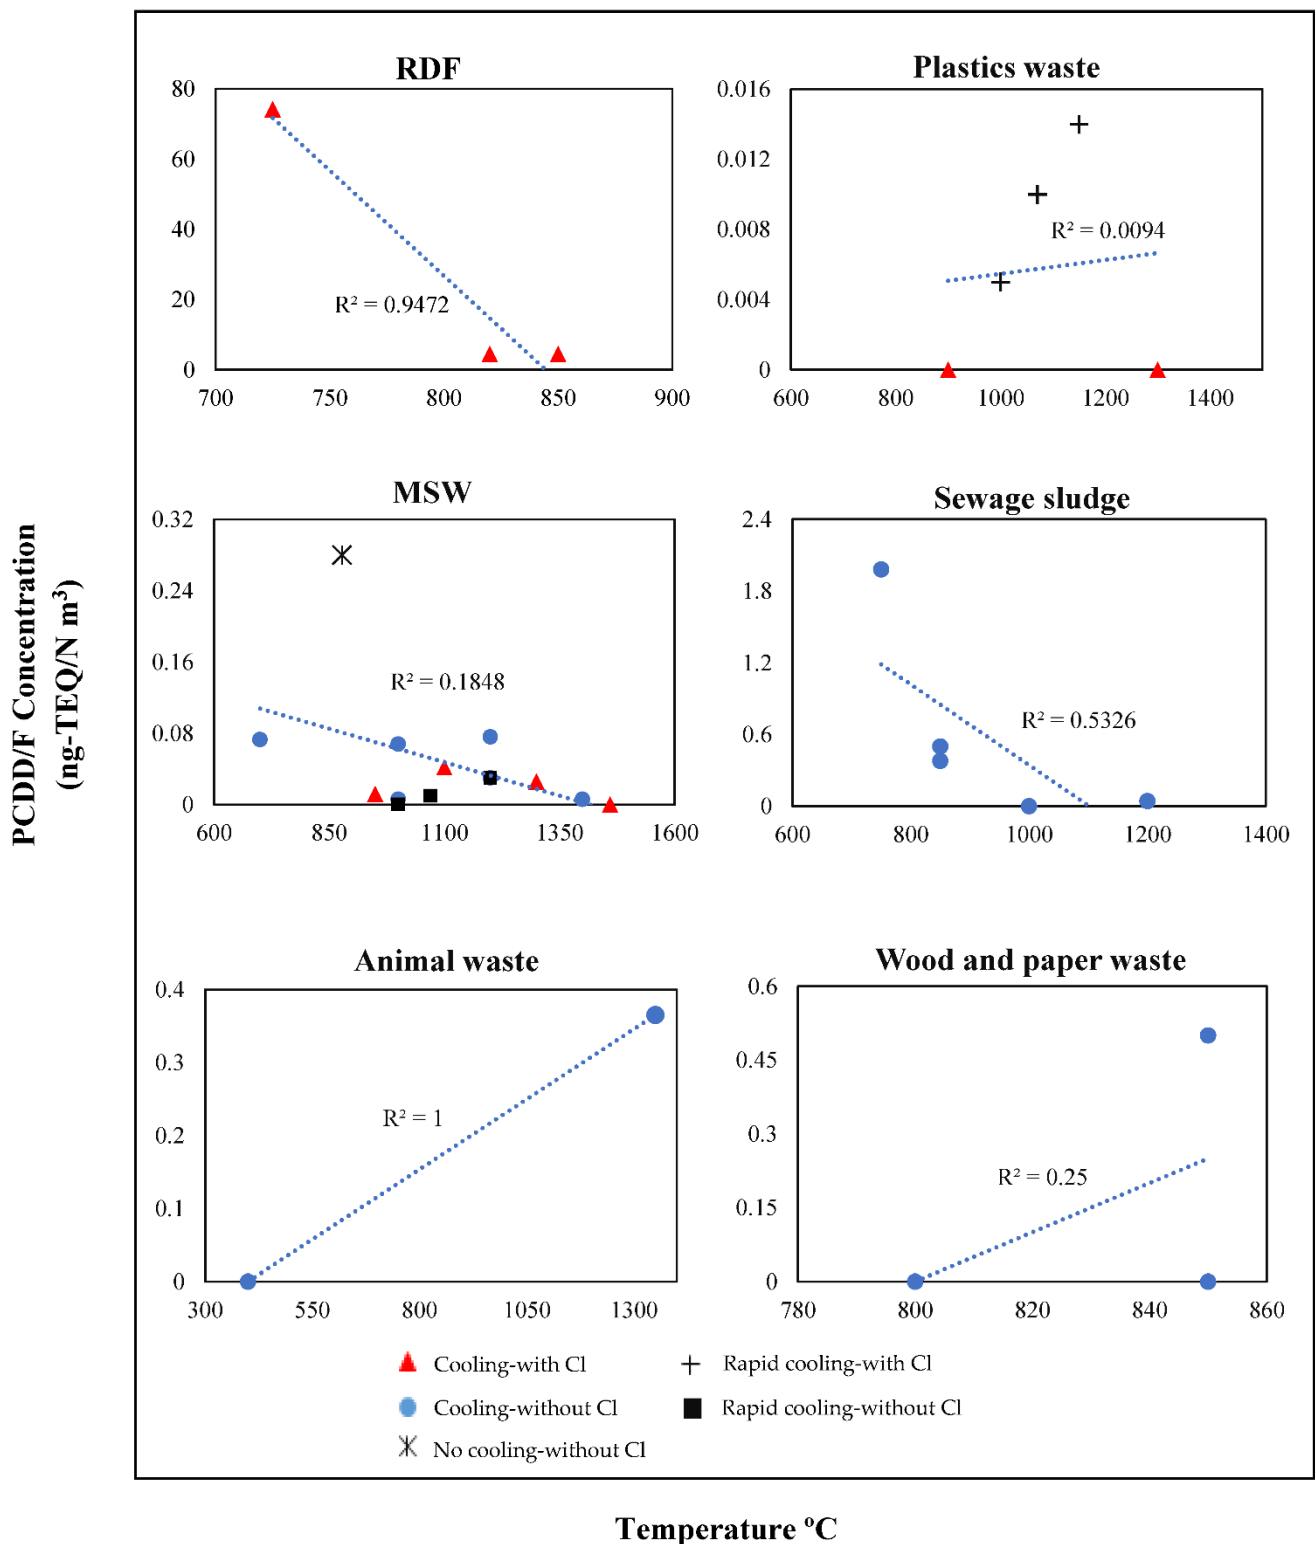 PCDD/F Concentration
(ng-TEQ/N m³)
RDF
80
60
40
20
0
R² = 0.9472
700 750 800 850 900
Plastics waste
0.016
0.012
0.008
0.004
0
R² = 0.0094
600 800 1000 1200 1400
MSW
0.32
0.24
0.16
0.08
0
R² = 0.1848
600 850 1100 1350 1600
Sewage sludge
2.4
1.8
1.2
0.6
0
R² = 0.5326
600 800 1000 1200 1400
Animal waste
0.4
0.3
0.2
0.1
0
R² = 1
300 550 800 1050 1300
Wood and paper waste
0.6
0.45
0.3
0.15
0
R² = 0.25
780 800 820 840 860
Cooling-with Cl
Rapid cooling-with Cl
Cooling-without Cl
Rapid cooling-without Cl
No cooling-without Cl
Temperature ºC